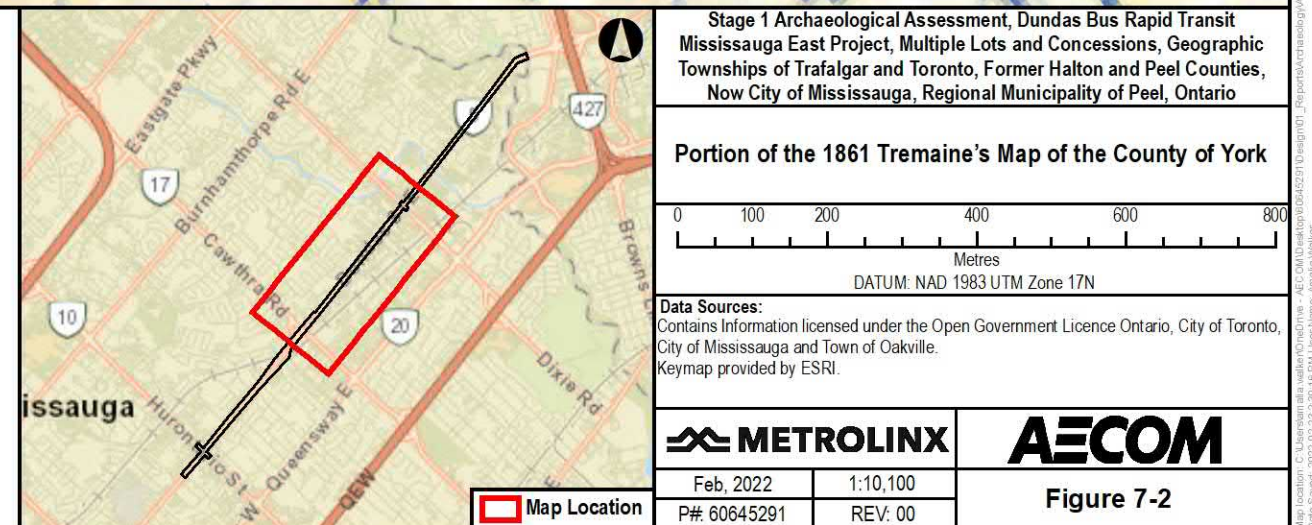 Eastgate Pkwy
Burnhamthorpe Rd E
17
5
427
Cawthra Rd
Browns L
10
20
Dixie Rd
issauga
Hurontario St
Queensway E
W
QEW
E
Map Location
Stage 1 Archaeological Assessment, Dundas Bus Rapid Transit
Mississauga East Project, Multiple Lots and Concessions, Geographic
Townships of Trafalgar and Toronto, Former Halton and Peel Counties,
Now City of Mississauga, Regional Municipality of Peel, Ontario
Portion of the 1861 Tremaine's Map of the County of York
0 100 200 400 600 800
Metres
DATUM: NAD 1983 UTM Zone 17N
Data Sources:
Contains Information licensed under the Open Government Licence Ontario, City of Toronto,
City of Mississauga and Town of Oakville.
Keymap provided by ESRI.
METROLINX
AECOM
Feb, 2022
1:10,100
P#: 60645291
REV: 00
Figure 7-2